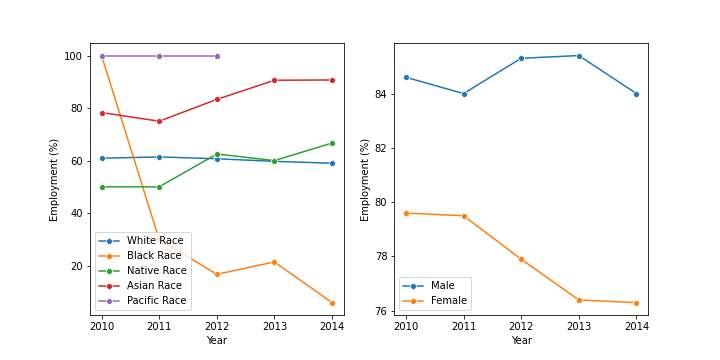 100
80
60
40
20
Employment (%)
White Race
Black Race
Native Race
Asian Race
Pacific Race
2010 2011 2012 2013 2014
Year
84
82
80
78
76
Employment (%)
Male
Female
2010 2011 2012 2013 2014
Year